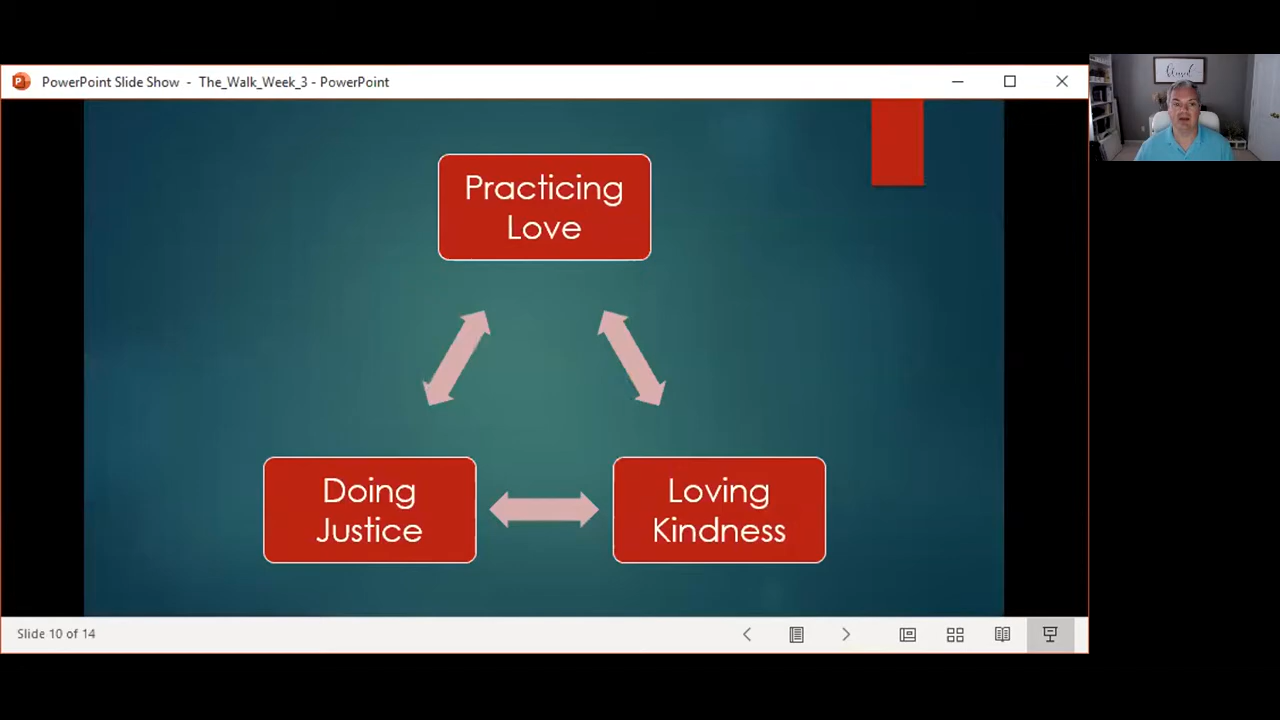 PowerPoint Slide Show - The_Walk_Week_3 - PowerPoint
Practicing
Love
Doing
Justice
Loving
Kindness
Slide 10 of 14